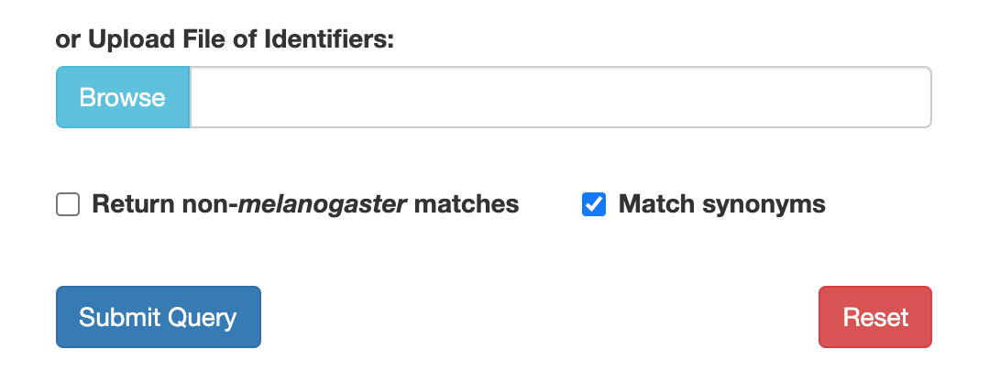 or Upload File of Identifiers:
Browse
Return non-melanogaster matches Match synonyms
Submit Query Reset